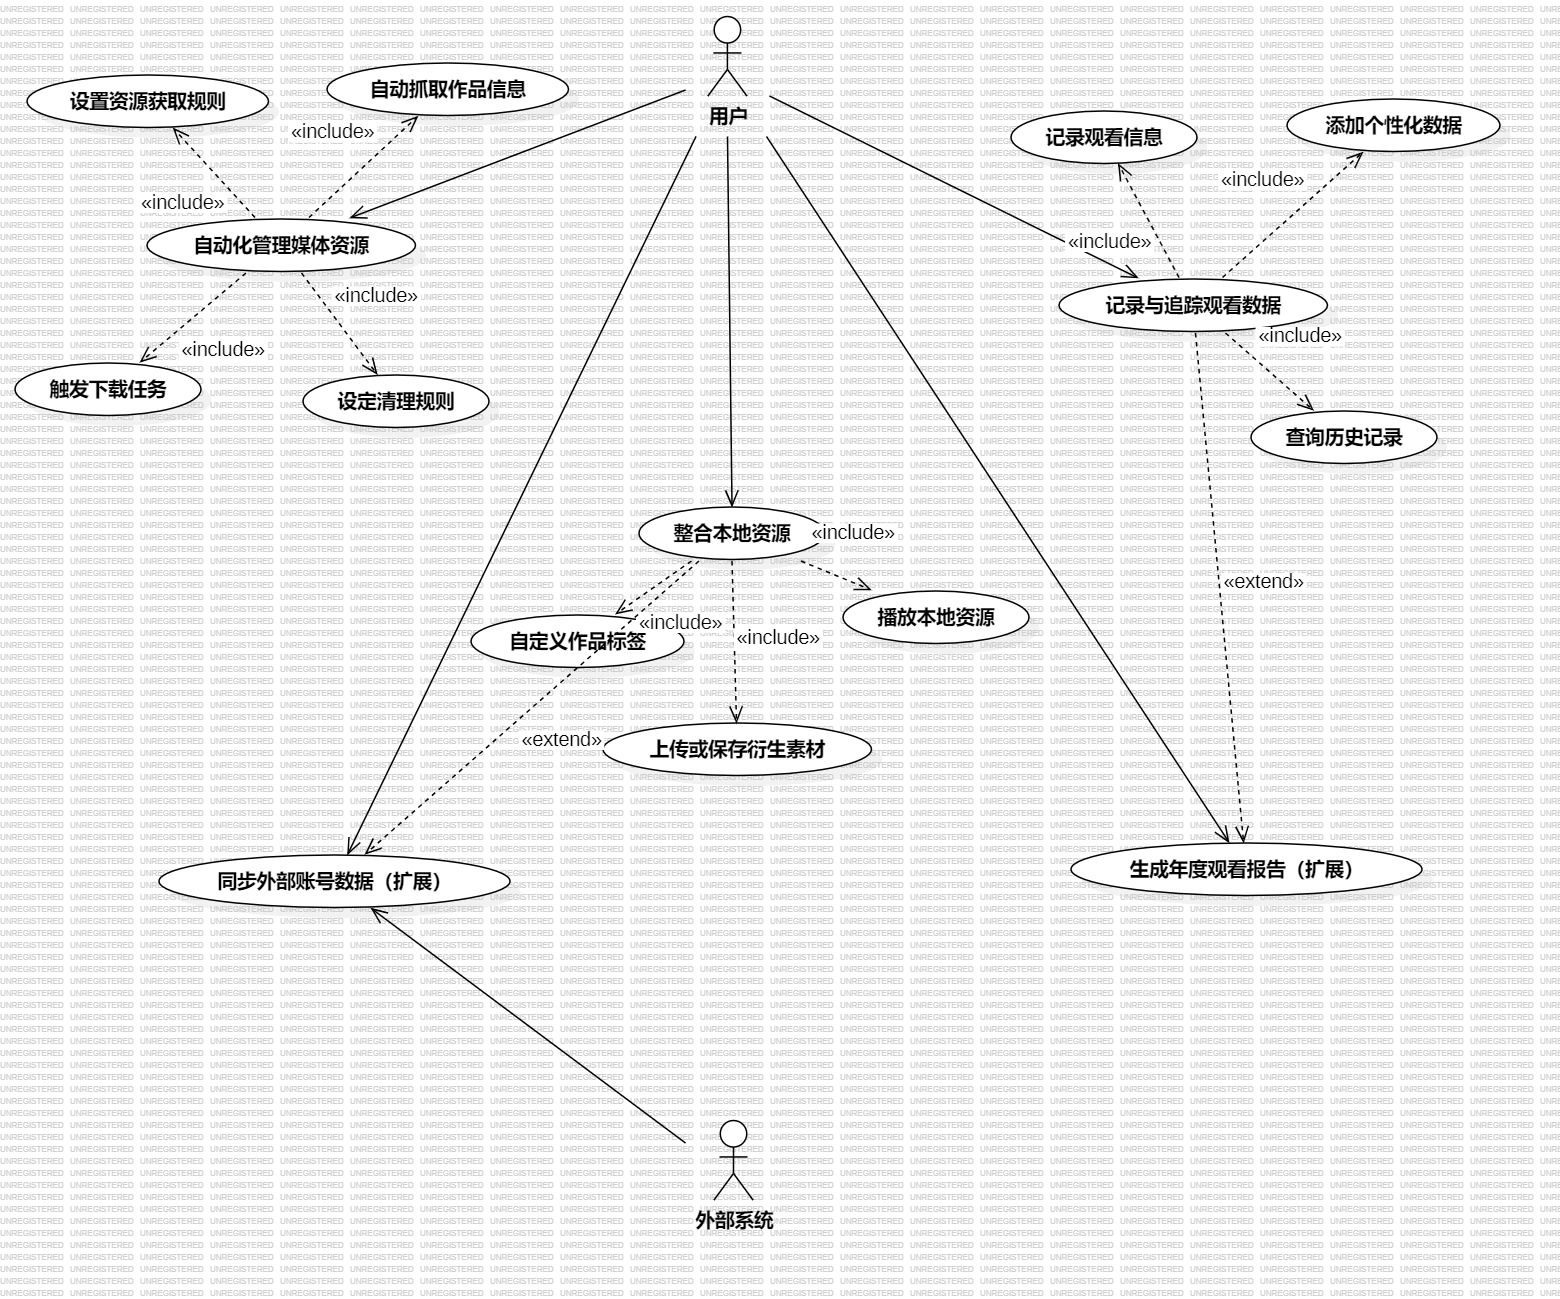 用户
设置资源获取规则
自动抓取作品信息
«include»
«include»
自动化管理媒体资源
«include»
«include»
触发下载任务
设定清理规则
记录观看信息
添加个性化数据
«include»
«include»
记录与追踪观看数据
«include»
查询历史记录
«extend»
整合本地资源
«include»
播放本地资源
自定义作品标签
«include»
«include»
«extend»
上传或保存衍生素材
同步外部账号数据（扩展）
生成年度观看报告（扩展）
外部系统
UNREGISTERED